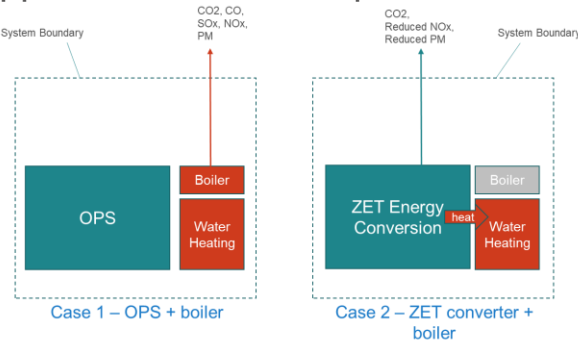 CO2, CO,
SOx, NOx,
PM
System Boundary
CO2,
Reduced NOx,
Reduced PM
System Boundary
OPS
Boiler
Water
Heating
ZET Energy
Conversion
heat
Boiler
Water
Heating
Case 1 – OPS + boiler
Case 2 – ZET converter +
boiler